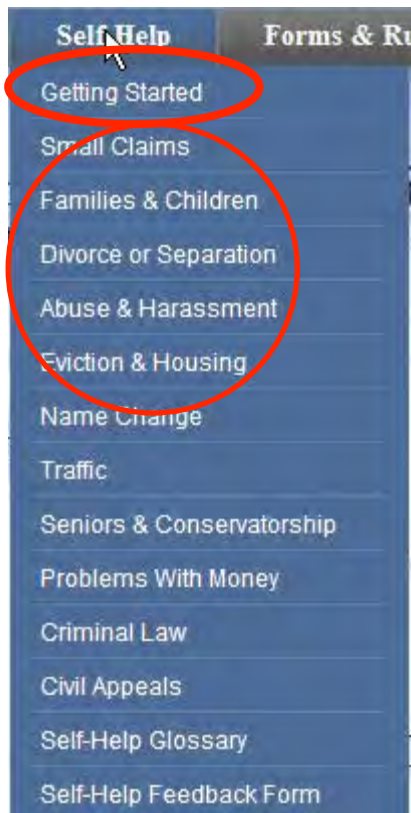 Self-Help Forms & Ru
Getting Started
Small Claims
Families & Children
Divorce or Separation
Abuse & Harassment
Eviction & Housing
Name Change
Traffic
Seniors & Conservatorship
Problems With Money
Criminal Law
Civil Appeals
Self-Help Glossary
Self-Help Feedback Form